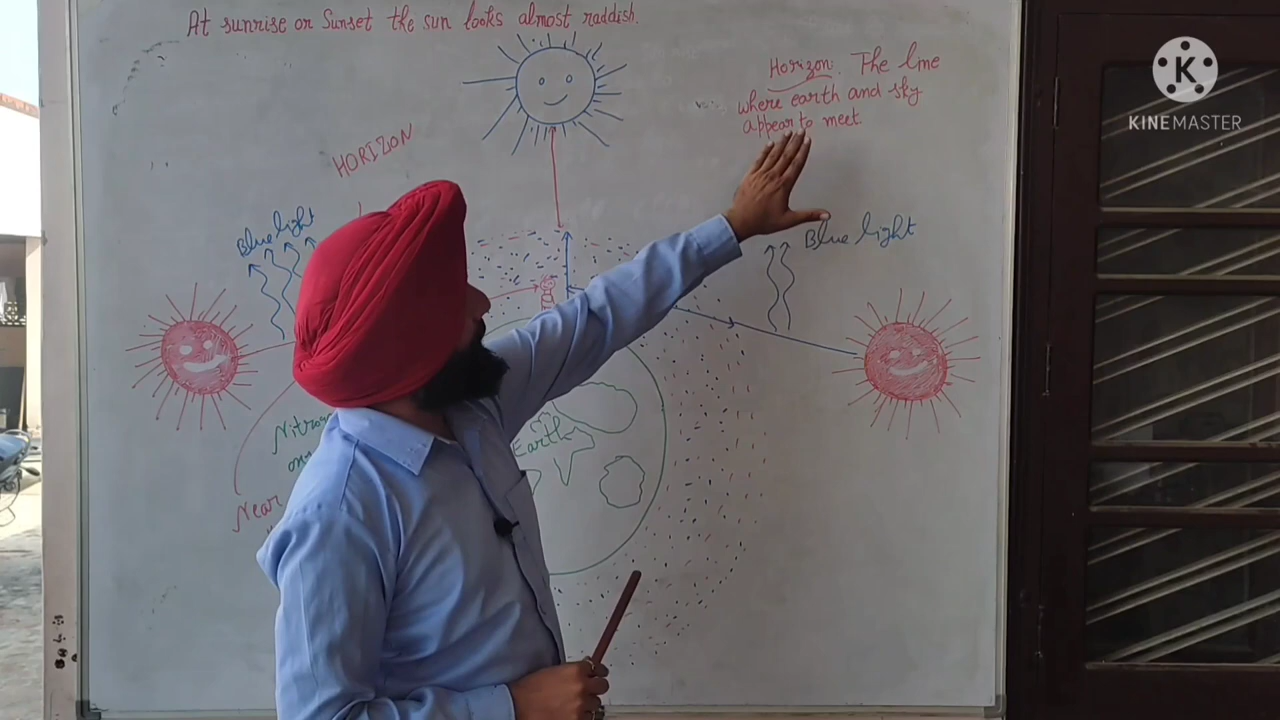 At sunrise or Sunset the sun looks almost raddish.
Horizon: The line
where earth and sky
appear to meet
K
KINEMASTER
HORIZON
Blue light
Blue light
Earth
Near